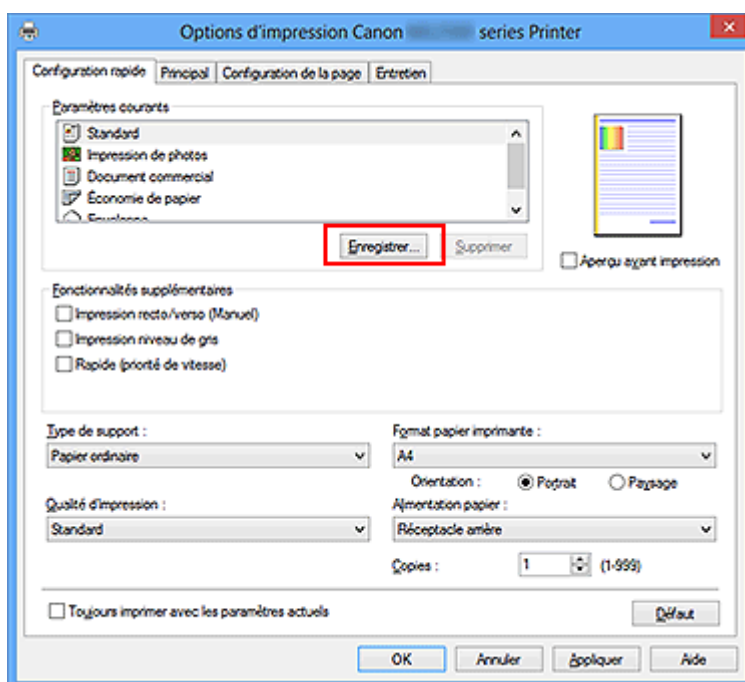 Options d'impression Canon series Printer
Configuration rapide Principal Configuration de la page Entretien
Paramètres courants
Standard
Impression de photos
Document commercial
Économie de papier
Enregistrer... Supprimer
Aperçu avant impression
Fonctionnalités supplémentaires
Impression recto/verso (Manuel)
Impression niveau de gris
Rapide (priorité de vitesse)
Type de support : Format papier imprimante :
Papier ordinaire A4
Orientation : Portrait Paysage
Qualité d'impression : Alimentation papier :
Standard Réceptacle arrière
Copies : 1 (1-999)
Toujours imprimer avec les paramètres actuels Défaut
OK Annuler Appliquer Aide